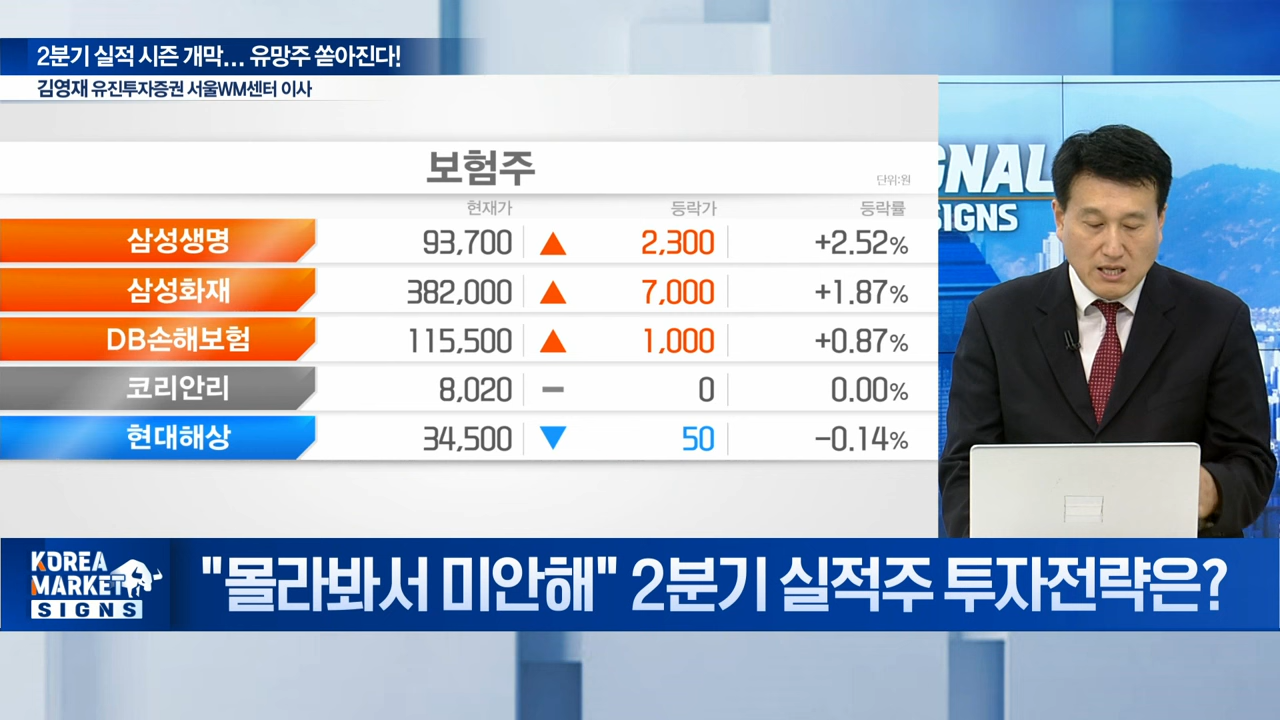 2분기 실적 시즌 개막... 유망주 쏟아진다!
김영재 유진투자증권 서울WM센터 이사
보험주
단위:원
현재가 등락가 등락률
삼성생명 93,700 ▲ 2,300 +2.52%
삼성화재 382,000 ▲ 7,000 +1.87%
DB손해보험 115,500 ▲ 1,000 +0.87%
코리안리 8,020 - 0 0.00%
현대해상 34,500 ▼ 50 -0.14%
GNAL
SIGNS
KOREA
MARKET
SIGNS
"몰라봐서 미안해" 2분기 실적주 투자전략은?